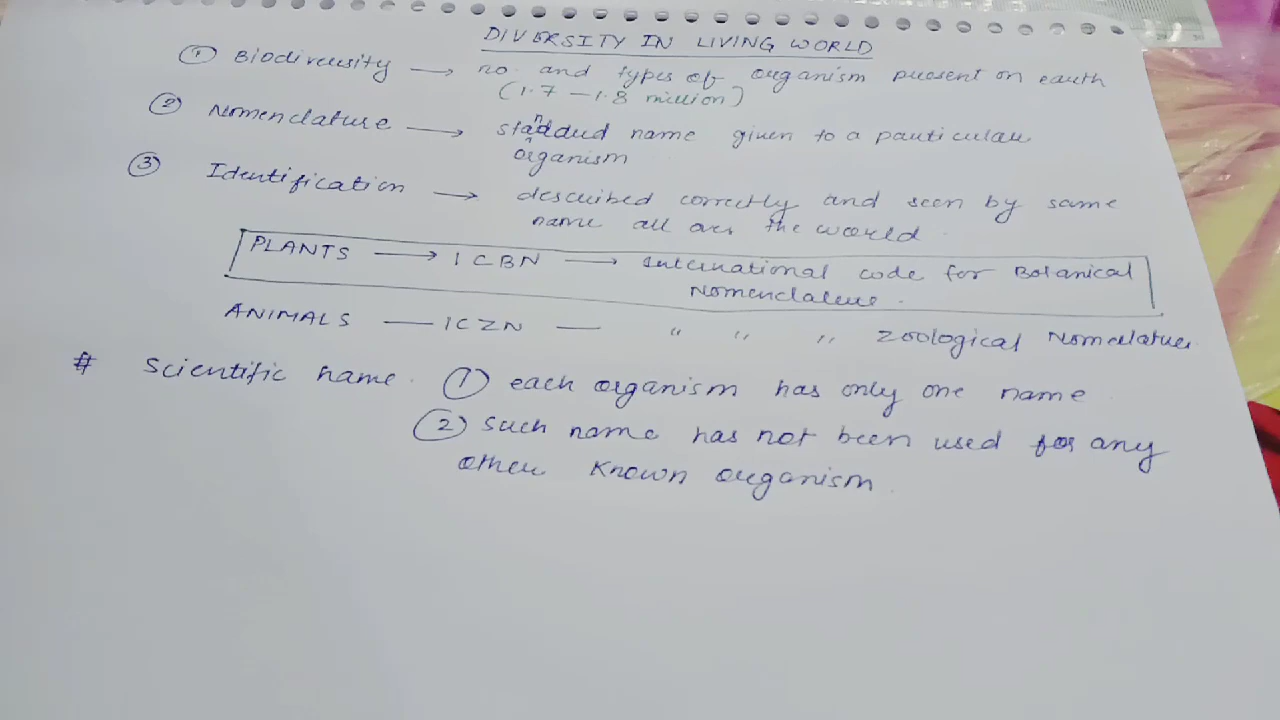 DIVERSITY IN LIVING WORLD
① Biodiversity → no. and types of organism present on earth
(1.7 – 1.8 million)
② Nomenclature → standard name given to a particular
organism
③ Identification → described correctly and seen by same
name all over the world
PLANTS → ICBN → International code for Botanical
Nomenclature.
ANIMALS — ICZN — " " " Zoological Nomenclature
# Scientific name. ① each organism has only one name
② Such name has not been used for any
other known organism.